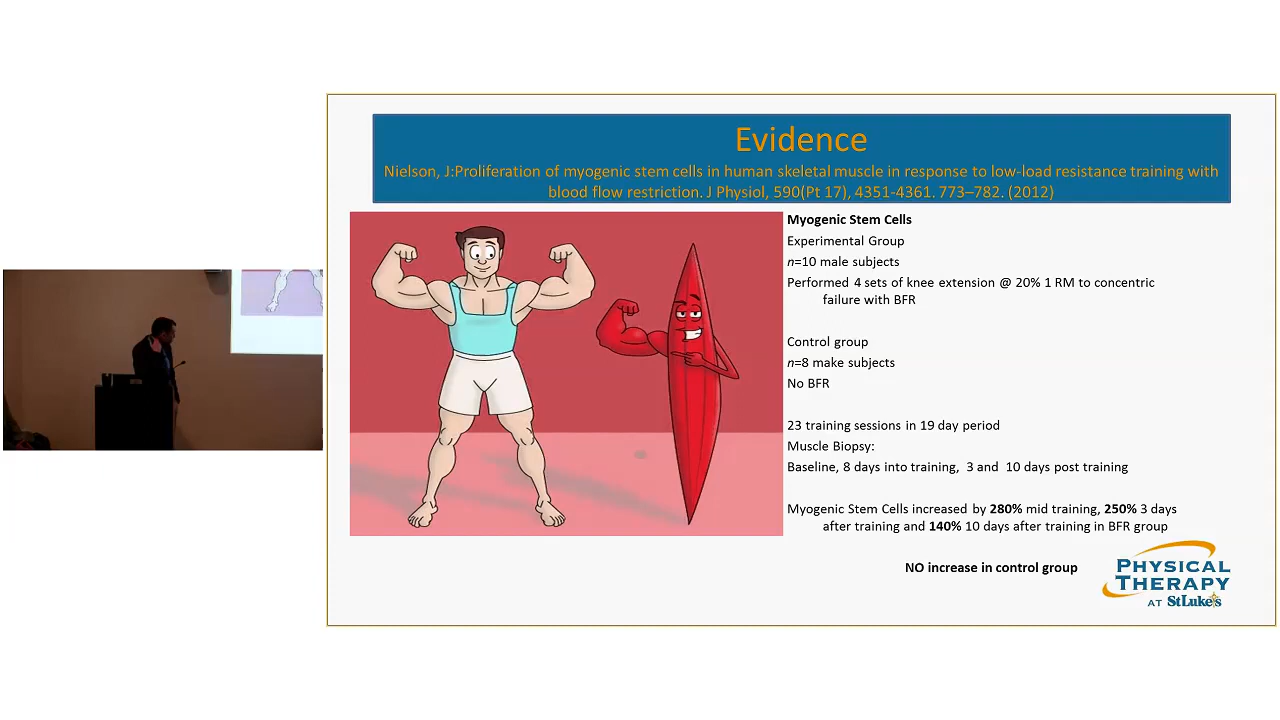 Evidence
Nielson, J:Proliferation of myogenic stem cells in human skeletal muscle in response to low-load resistance training with
blood flow restriction. J Physiol, 590(Pt 17), 4351-4361. 773–782. (2012)
Myogenic Stem Cells
Experimental Group
n=10 male subjects
Performed 4 sets of knee extension @ 20% 1 RM to concentric
failure with BFR
Control group
n=8 make subjects
No BFR
23 training sessions in 19 day period
Muscle Biopsy:
Baseline, 8 days into training, 3 and 10 days post training
Myogenic Stem Cells increased by 280% mid training, 250% 3 days
after training and 140% 10 days after training in BFR group
NO increase in control group
PHYSICAL
THERAPY
AT StLuke's